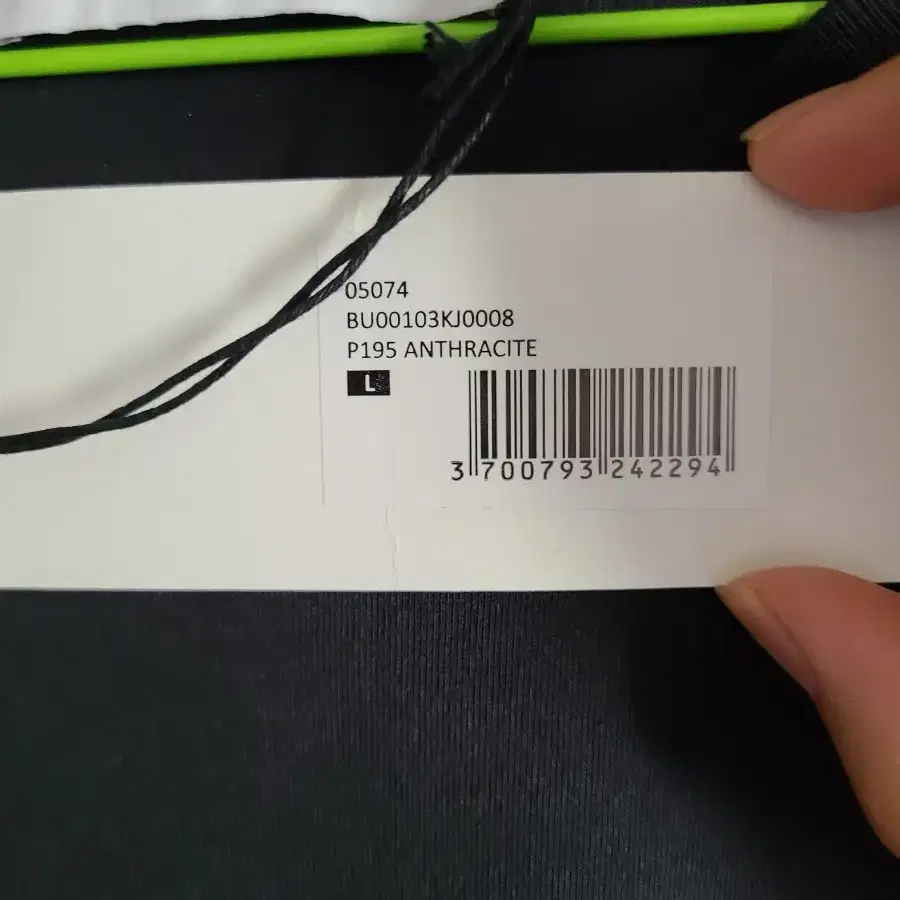 05074
BU00103KJ0008
P195 ANTHRACITE
L
3 700793 242294